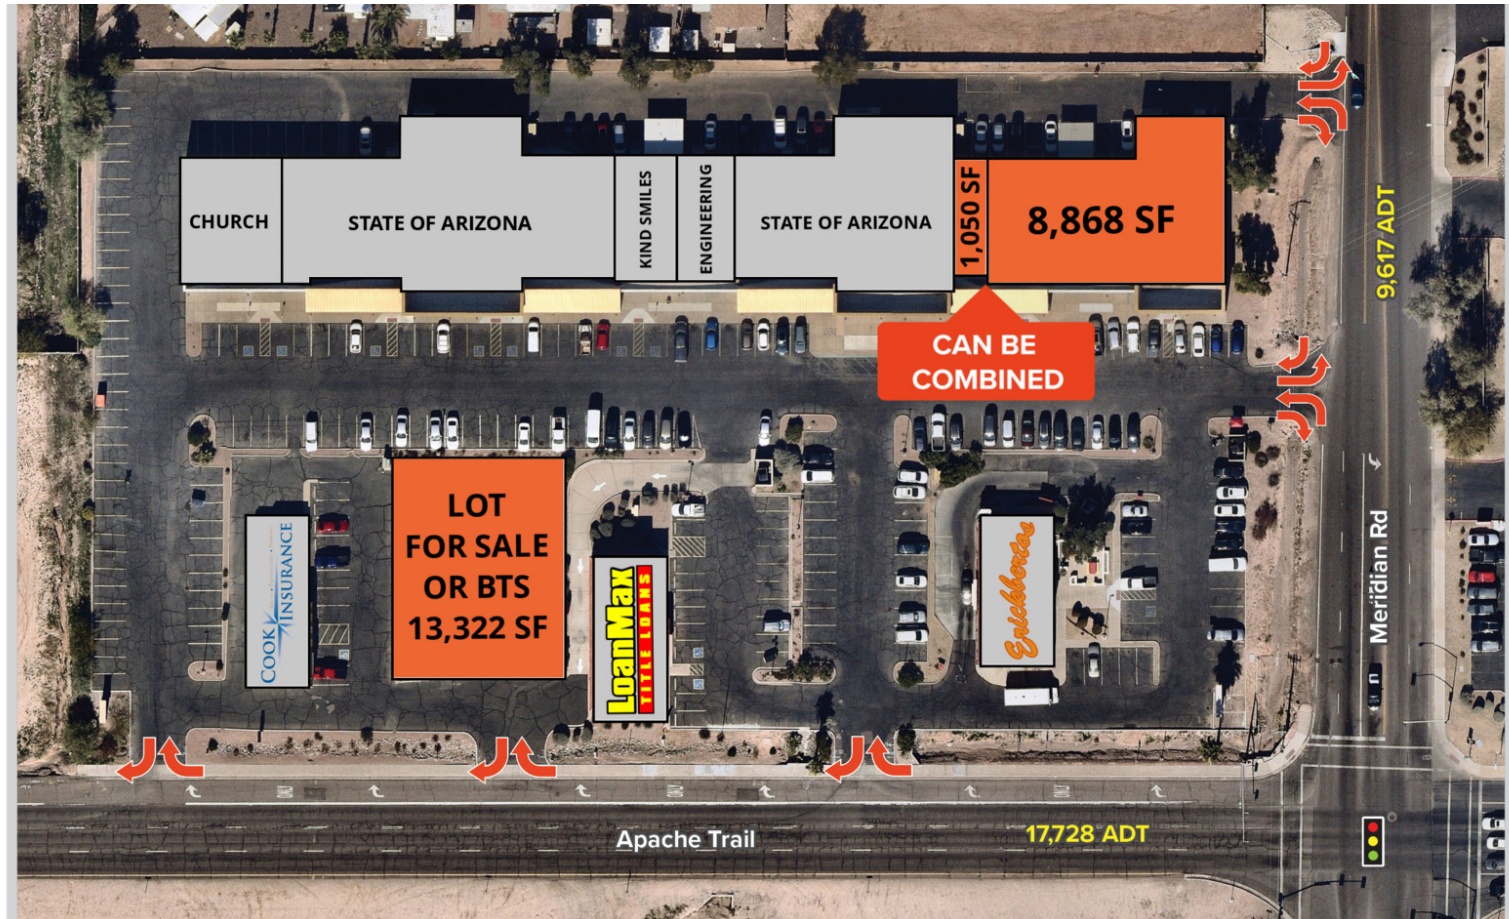 CHURCH
STATE OF ARIZONA
KIND SMILES
ENGINEERING
STATE OF ARIZONA
1,050 SF
8,868 SF
9,617 ADT
CAN BE
COMBINED
LOT
FOR SALE
OR BTS
13,322 SF
COOK
INSURANCE
LoanMax
TITLE LOANS
Erichbertos
Meridian Rd
Apache Trail
17,728 ADT